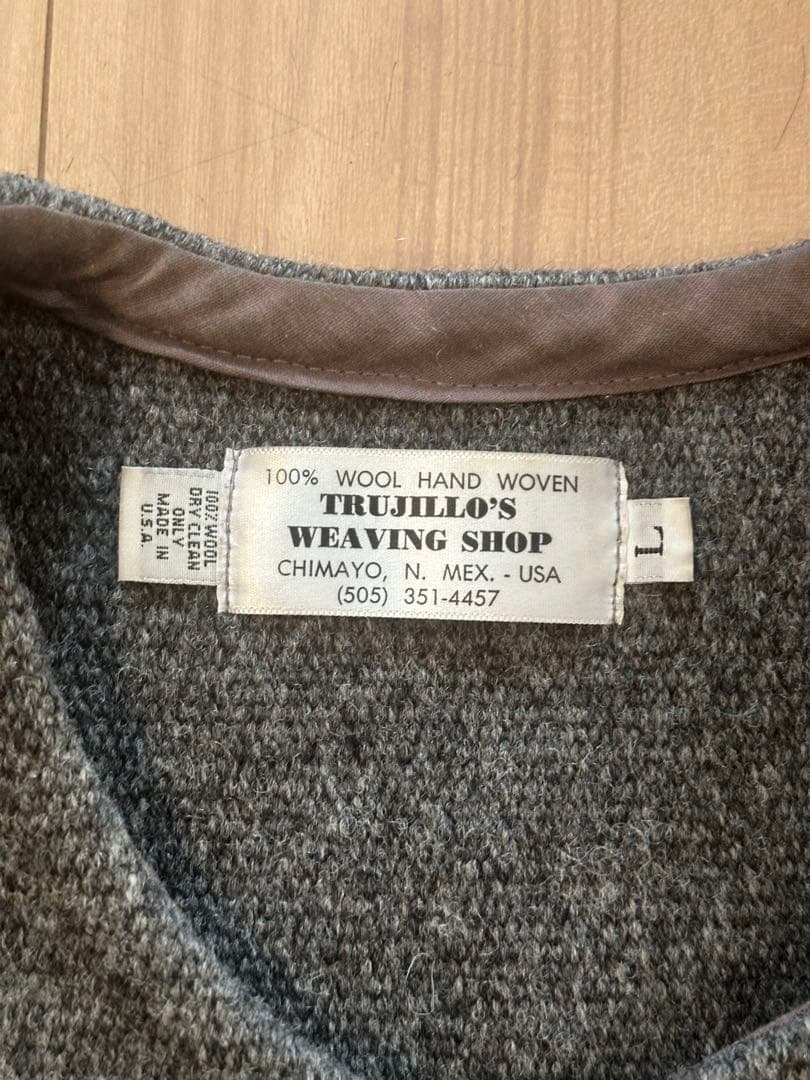 100% WOOL HAND WOVEN
TRUJILLO'S
WEAVING SHOP
CHIMAYO, N. MEX. - USA
(505) 351-4457
100% WOOL
DRY CLEAN
ONLY
MADE IN
U.S.A.
L